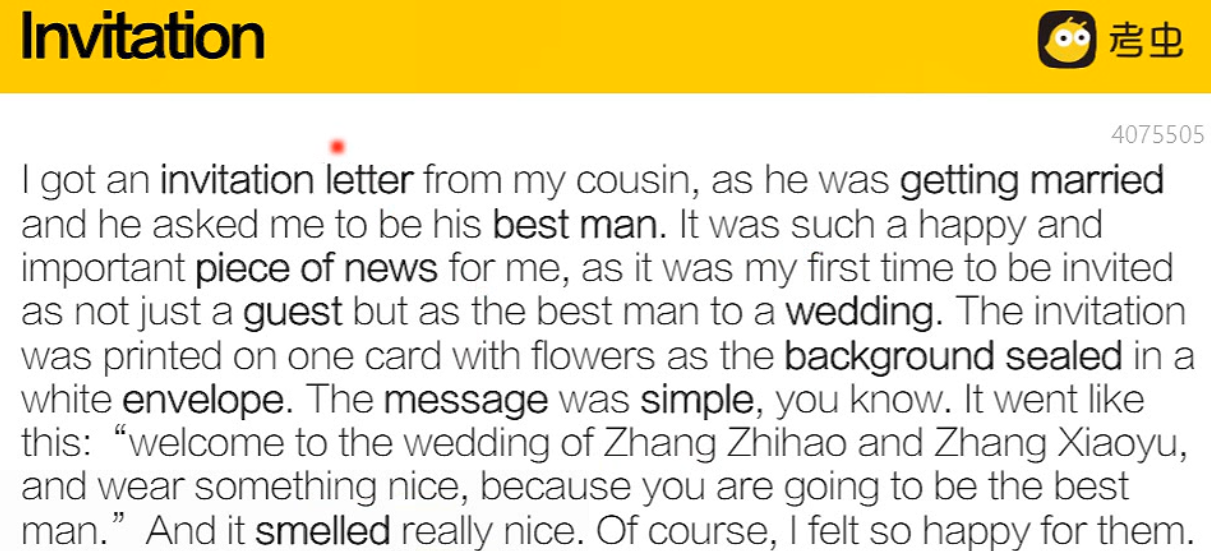 Invitation
考虫
4075505
I got an invitation letter from my cousin, as he was getting married
and he asked me to be his best man. It was such a happy and
important piece of news for me, as it was my first time to be invited
as not just a guest but as the best man to a wedding. The invitation
was printed on one card with flowers as the background sealed in a
white envelope. The message was simple, you know. It went like
this: “welcome to the wedding of Zhang Zhihao and Zhang Xiaoyu,
and wear something nice, because you are going to be the best
man.” And it smelled really nice. Of course, I felt so happy for them.